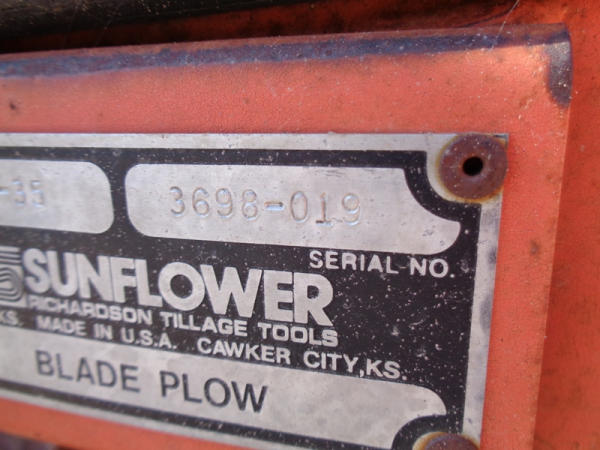 -35 3698-019
SERIAL NO.
SUNFLOWER
RICHARDSON TILLAGE TOOLS
KS. MADE IN U.S.A. CAWKER CITY, KS.
BLADE PLOW